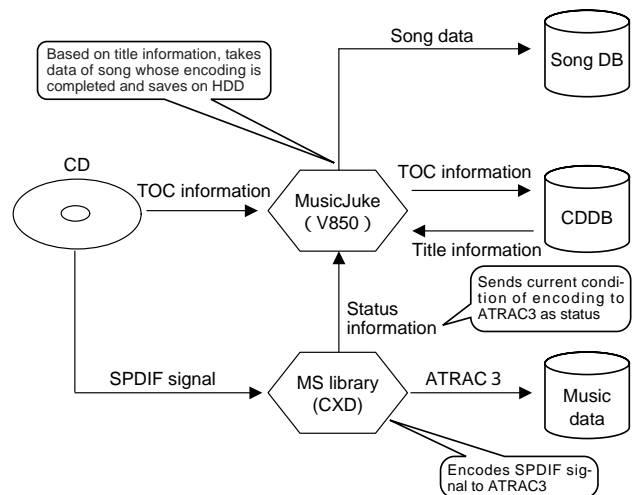 Song data
Song DB
Based on title information, takes
data of song whose encoding is
completed and saves on HDD
CD
TOC information
MusicJuke
( V850 )
TOC information
CDDB
Title information
Status
information
Sends current condi-
tion of encoding to
ATRAC3 as status
SPDIF signal
MS library
(CXD)
ATRAC 3
Music
data
Encodes SPDIF sig-
nal to ATRAC3